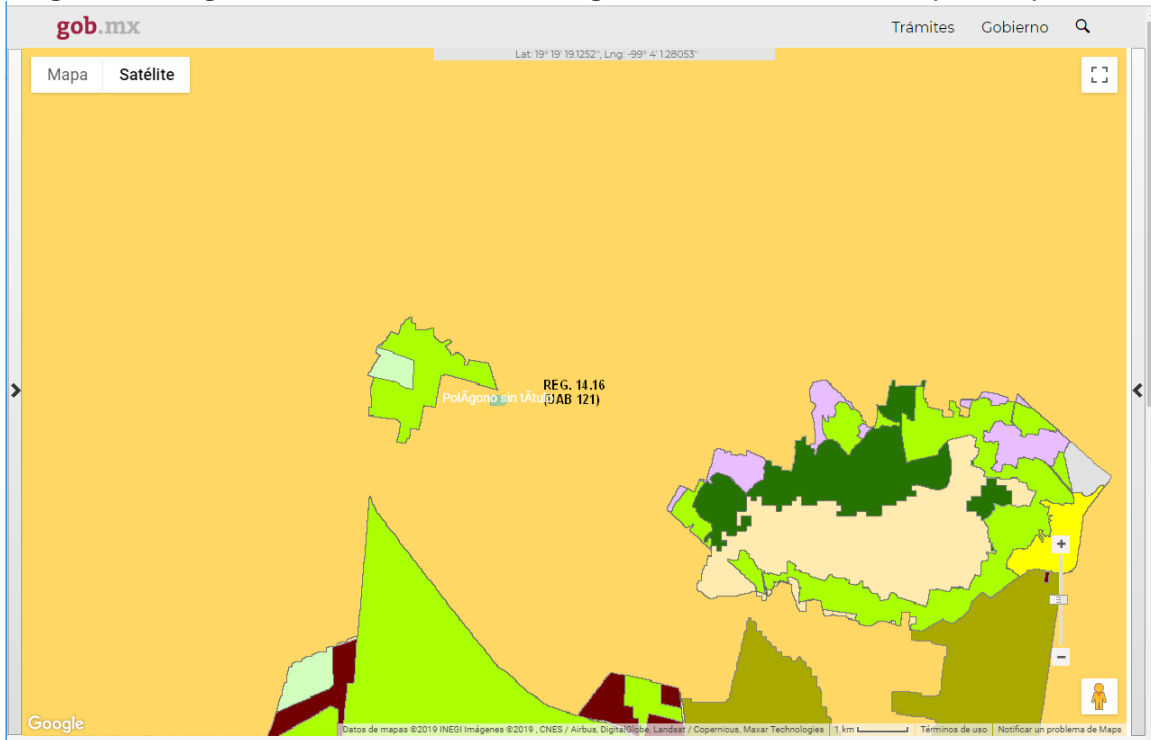 gob.mx
Trámites Gobierno
Lat: 19° 19' 19.1252", Lng: -99° 4' 1.28053"
Mapa Satélite
REG. 14.16
(UAB 121)
PolÃgono sin tÃtulo
+
−
Google
Datos de mapas ©2019 INEGI Imágenes ©2019 , CNES / Airbus, DigitalGlobe, Landsat / Copernicus, Maxar Technologies 1 km Términos de uso Notificar un problema de Maps